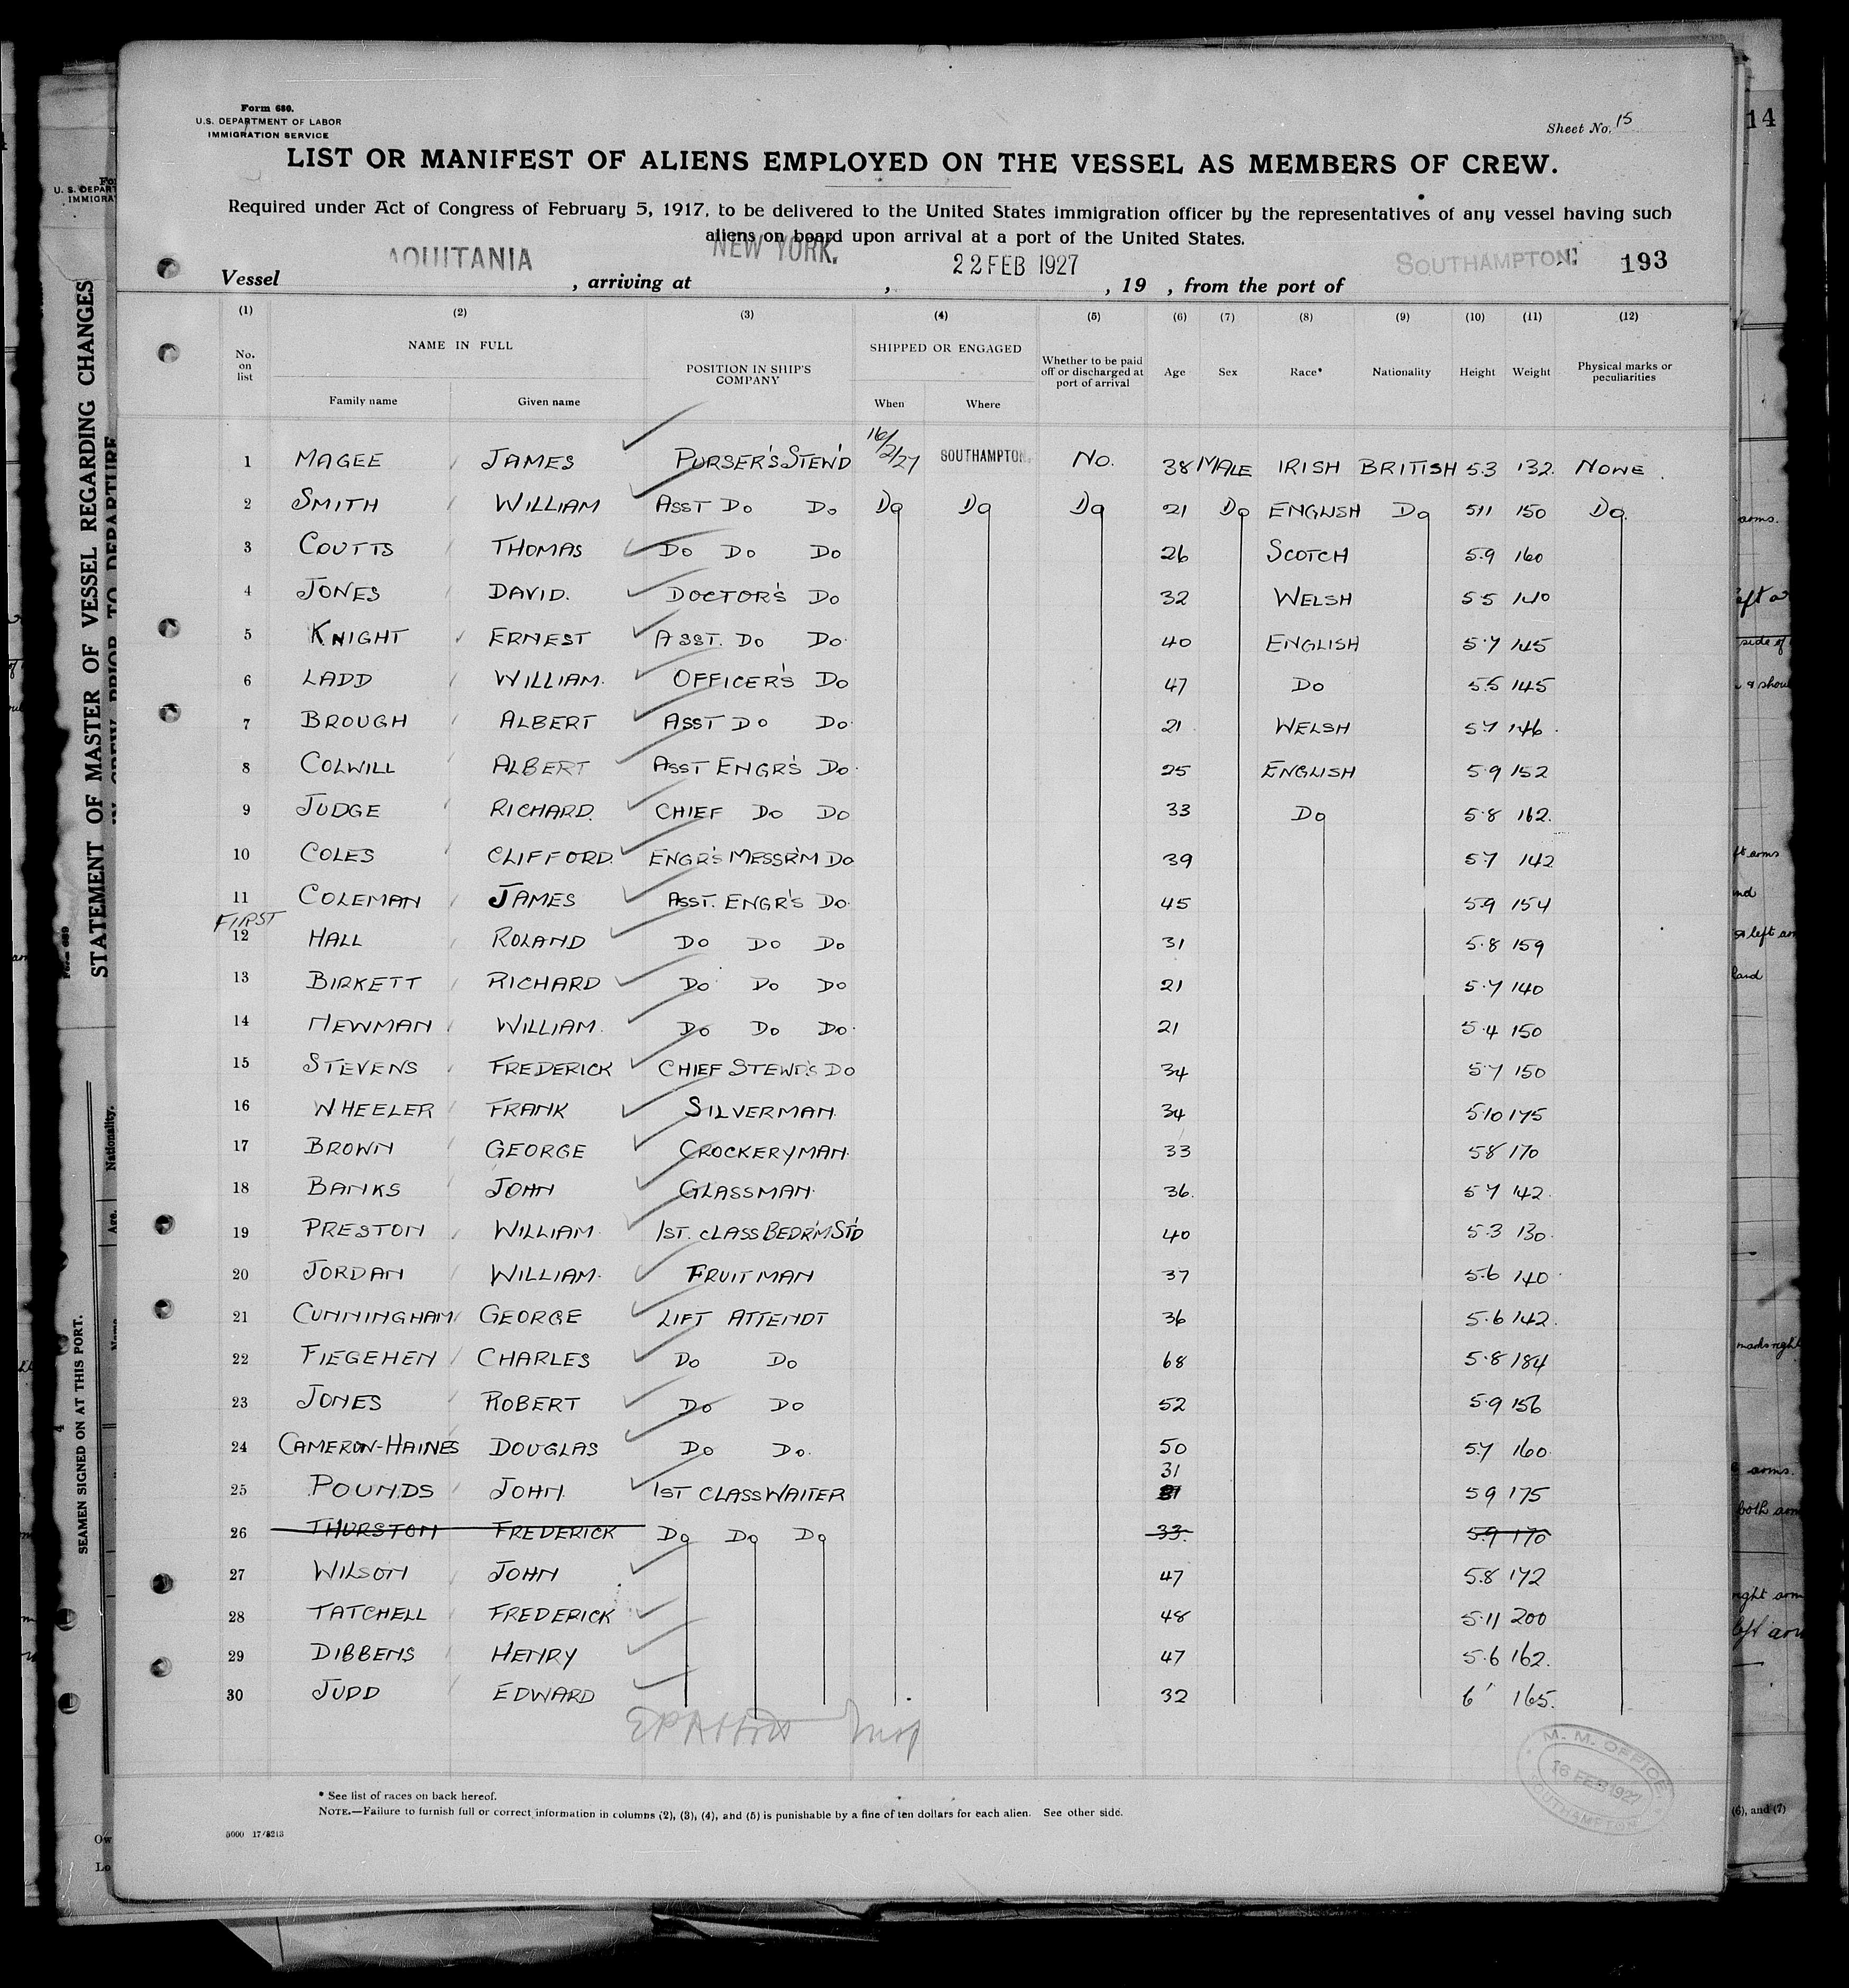 Form 680.
U.S. DEPARTMENT OF LABOR
IMMIGRATION SERVICE
Sheet No. 15
14
LIST OR MANIFEST OF ALIENS EMPLOYED ON THE VESSEL AS MEMBERS OF CREW.
Required under Act of Congress of February 5, 1917, to be delivered to the United States immigration officer by the representatives of any vessel having such
aliens on board upon arrival at a port of the United States.
Vessel AQUITANIA, arriving at NEW YORK., 22 FEB 1927, 19 , from the port of SOUTHAMPTON. 193
(1) (2) (3) (4) (5) (6) (7) (8) (9) (10) (11) (12)
No. on list NAME IN FULL Family name Given name POSITION IN SHIP'S COMPANY SHIPPED OR ENGAGED When Where Whether to be paid off or discharged at port of arrival Age Sex Race* Nationality Height Weight Physical marks or peculiarities
1 MAGEE JAMES PURSER'S STEW'D 16/2/27 SOUTHAMPTON. NO. 38 MALE IRISH BRITISH 5.3 132. NONE.
2 SMITH WILLIAM ASST DO DO DO DO DO 21 DO ENGLISH DO 511 150 DO.
3 COUTTS THOMAS DO DO DO 26 SCOTCH 5.9 160
4 JONES DAVID. DOCTOR'S DO 32 WELSH 55 140
5 KNIGHT ERNEST ASST. DO DO. 40 ENGLISH 5.7 145
6 LADD WILLIAM. OFFICER'S DO 47 DO 5.5 145
7 BROUGH ALBERT ASST DO DO. 21 WELSH 5.7 146.
8 COLWILL ALBERT ASST ENGR'S DO. 25 ENGLISH 5.9 152
9 JUDGE RICHARD. CHIEF DO DO 33 DO 5.8 162.
10 COLES CLIFFORD. ENGR'S MESSR'M DO 39 57 142
11 COLEMAN JAMES ASST. ENGR'S DO. 45 59 154
FIRST
12 HALL ROLAND DO DO DO 31 5.8 159
13 BIRKETT RICHARD DO DO DO 21 5.7 140
14 NEWMAN WILLIAM. DO DO DO. 21 5.4 150
15 STEVENS FREDERICK CHIEF STEWD'S DO 34 5.7 150
16 WHEELER FRANK SILVERMAN. 34 5.10 175
17 BROWN GEORGE CROCKERYMAN. 33 58 170
18 BANKS JOHN GLASSMAN. 36. 57 142.
19 PRESTON WILLIAM. 1ST. CLASS BEDR'M ST'D 40 5.3 130.
20 JORDAN WILLIAM. FRUITMAN 37 5.6 140.
21 CUNNINGHAM GEORGE LIFT ATTENDT 36 5.6 142.
22 FIEGEHEN CHARLES DO DO 68 5.8 184
23 JONES ROBERT DO DO 52 5.9 156
24 CAMERON-HAINES DOUGLAS DO DO. 50 5.7 160.
25 POUNDS JOHN. 1ST CLASS WAITER 31 59 175
26 THURSTON FREDERICK DO DO DO 33. 5.9 170
27 WILSON JOHN 47 5.8 172
28 TATCHELL FREDERICK 48 5.11 200
29 DIBBENS HENRY 47 5.6 162.
30 JUDD EDWARD 32 6' 165.
M. M. OFFICE
16 FEB 1927
SOUTHAMPTON
* See list of races on back hereof.
NOTE.—Failure to furnish full or correct information in columns (2), (3), (4), and (5) is punishable by a fine of ten dollars for each alien. See other side.
5000 17/8213
STATEMENT OF MASTER OF VESSEL REGARDING CHANGES
IN CREW PRIOR TO DEPARTURE
Form 689
Nationality.
Age.
SEAMEN SIGNED ON AT THIS PORT.
(6), and (7)